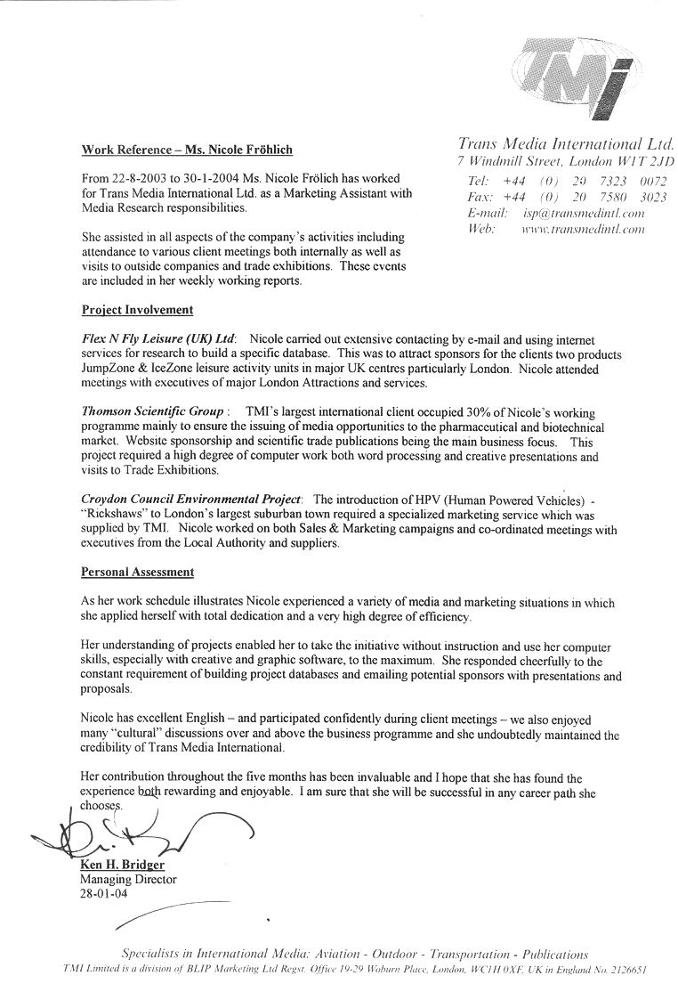 TMi
Trans Media International Ltd.
7 Windmill Street, London W1T 2JD
Tel: +44 (0) 20 7323 0072
Fax: +44 (0) 20 7580 3023
E-mail: isp@transmedintl.com
Web: www.transmedintl.com
Work Reference – Ms. Nicole Fröhlich
From 22-8-2003 to 30-1-2004 Ms. Nicole Frölich has worked
for Trans Media International Ltd. as a Marketing Assistant with
Media Research responsibilities.
She assisted in all aspects of the company's activities including
attendance to various client meetings both internally as well as
visits to outside companies and trade exhibitions. These events
are included in her weekly working reports.
Project Involvement
Flex N Fly Leisure (UK) Ltd: Nicole carried out extensive contacting by e-mail and using internet
services for research to build a specific database. This was to attract sponsors for the clients two products
JumpZone & IceZone leisure activity units in major UK centres particularly London. Nicole attended
meetings with executives of major London Attractions and services.
Thomson Scientific Group : TMI's largest international client occupied 30% of Nicole's working
programme mainly to ensure the issuing of media opportunities to the pharmaceutical and biotechnical
market. Website sponsorship and scientific trade publications being the main business focus. This
project required a high degree of computer work both word processing and creative presentations and
visits to Trade Exhibitions.
Croydon Council Environmental Project: The introduction of HPV (Human Powered Vehicles) -
“Rickshaws” to London's largest suburban town required a specialized marketing service which was
supplied by TMI. Nicole worked on both Sales & Marketing campaigns and co-ordinated meetings with
executives from the Local Authority and suppliers.
Personal Assessment
As her work schedule illustrates Nicole experienced a variety of media and marketing situations in which
she applied herself with total dedication and a very high degree of efficiency.
Her understanding of projects enabled her to take the initiative without instruction and use her computer
skills, especially with creative and graphic software, to the maximum. She responded cheerfully to the
constant requirement of building project databases and emailing potential sponsors with presentations and
proposals.
Nicole has excellent English – and participated confidently during client meetings – we also enjoyed
many “cultural” discussions over and above the business programme and she undoubtedly maintained the
credibility of Trans Media International.
Her contribution throughout the five months has been invaluable and I hope that she has found the
experience both rewarding and enjoyable. I am sure that she will be successful in any career path she
chooses.
Ken H. Bridger
Managing Director
28-01-04
Specialists in International Media: Aviation - Outdoor - Transportation - Publications
TMI Limited is a division of BLIP Marketing Ltd Regst. Office 19-29 Woburn Place, London, WC1H 0XF, UK in England No. 2126651